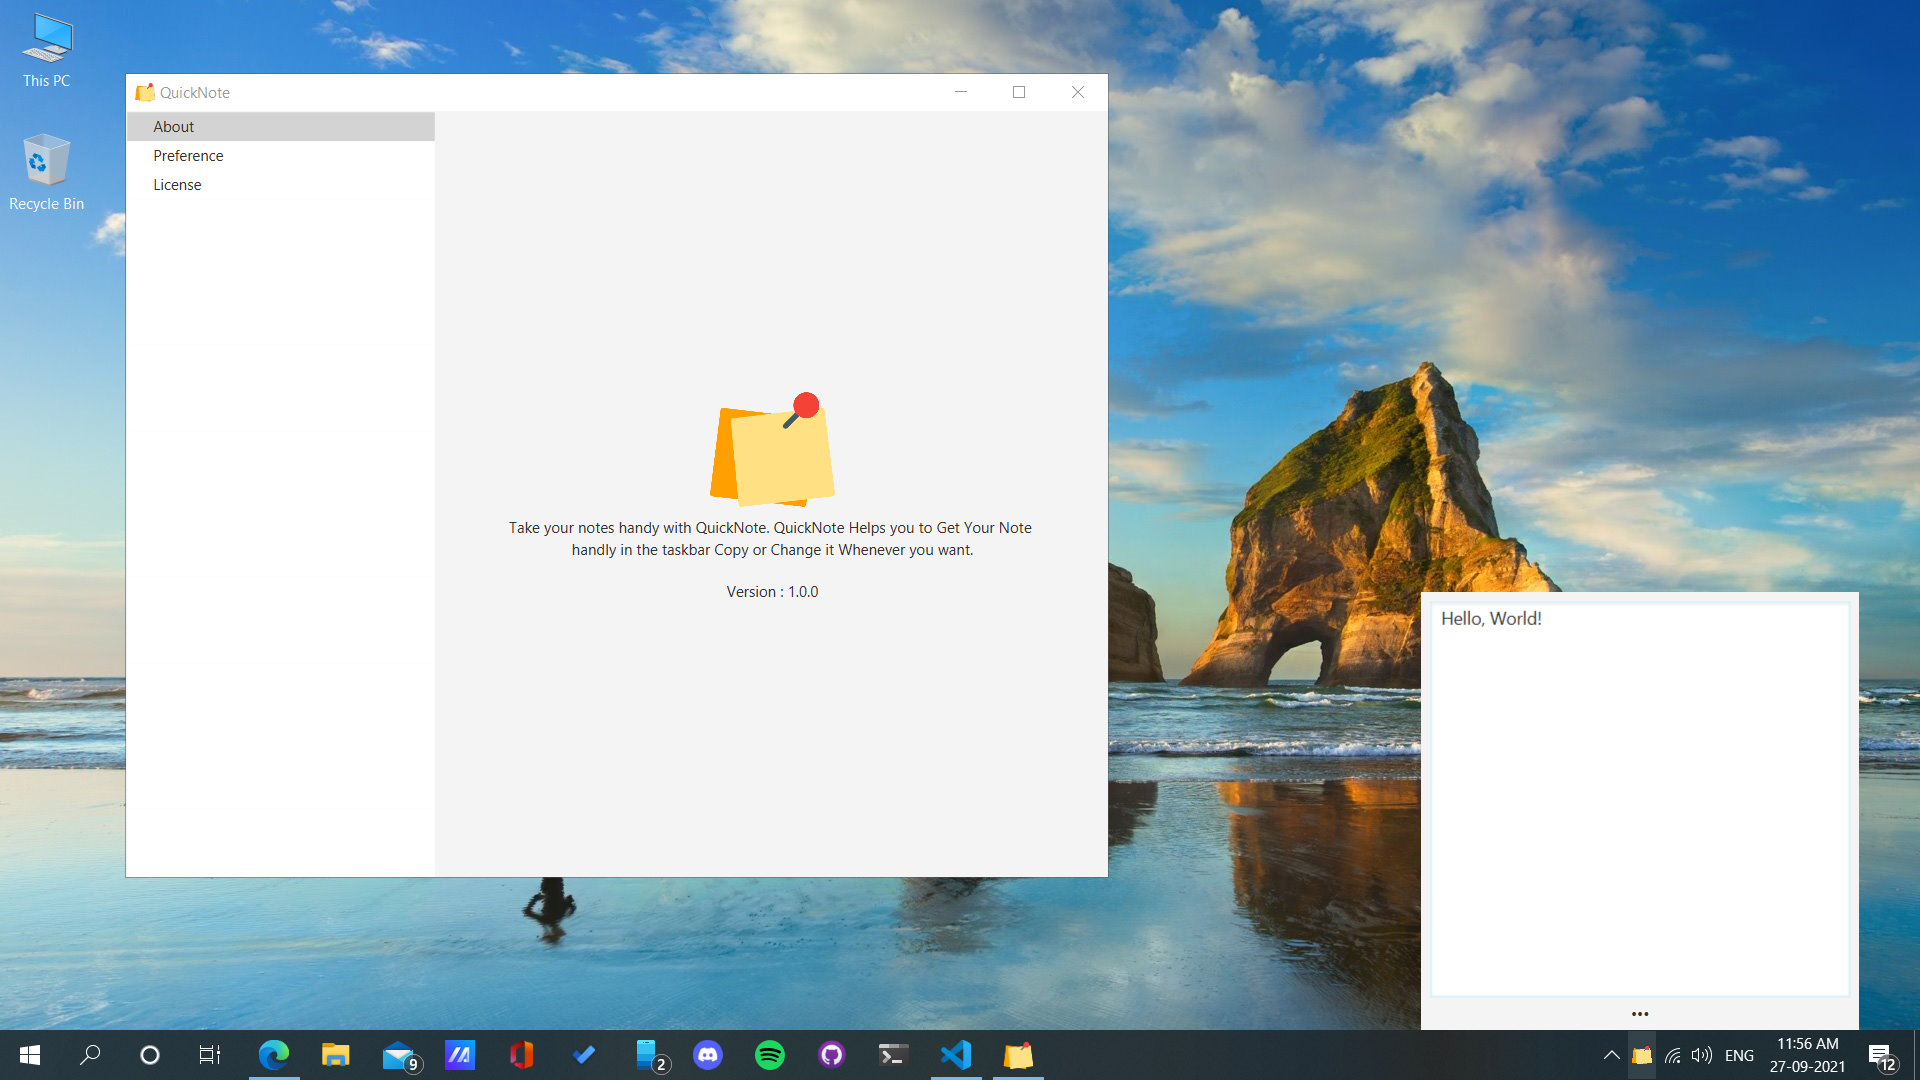 This PC
Recycle Bin
QuickNote
About
Preference
License
Take your notes handy with QuickNote. QuickNote Helps you to Get Your Note
handly in the taskbar Copy or Change it Whenever you want.
Version : 1.0.0
Hello, World!
•••
9
2
ENG
11:56 AM
27-09-2021
12